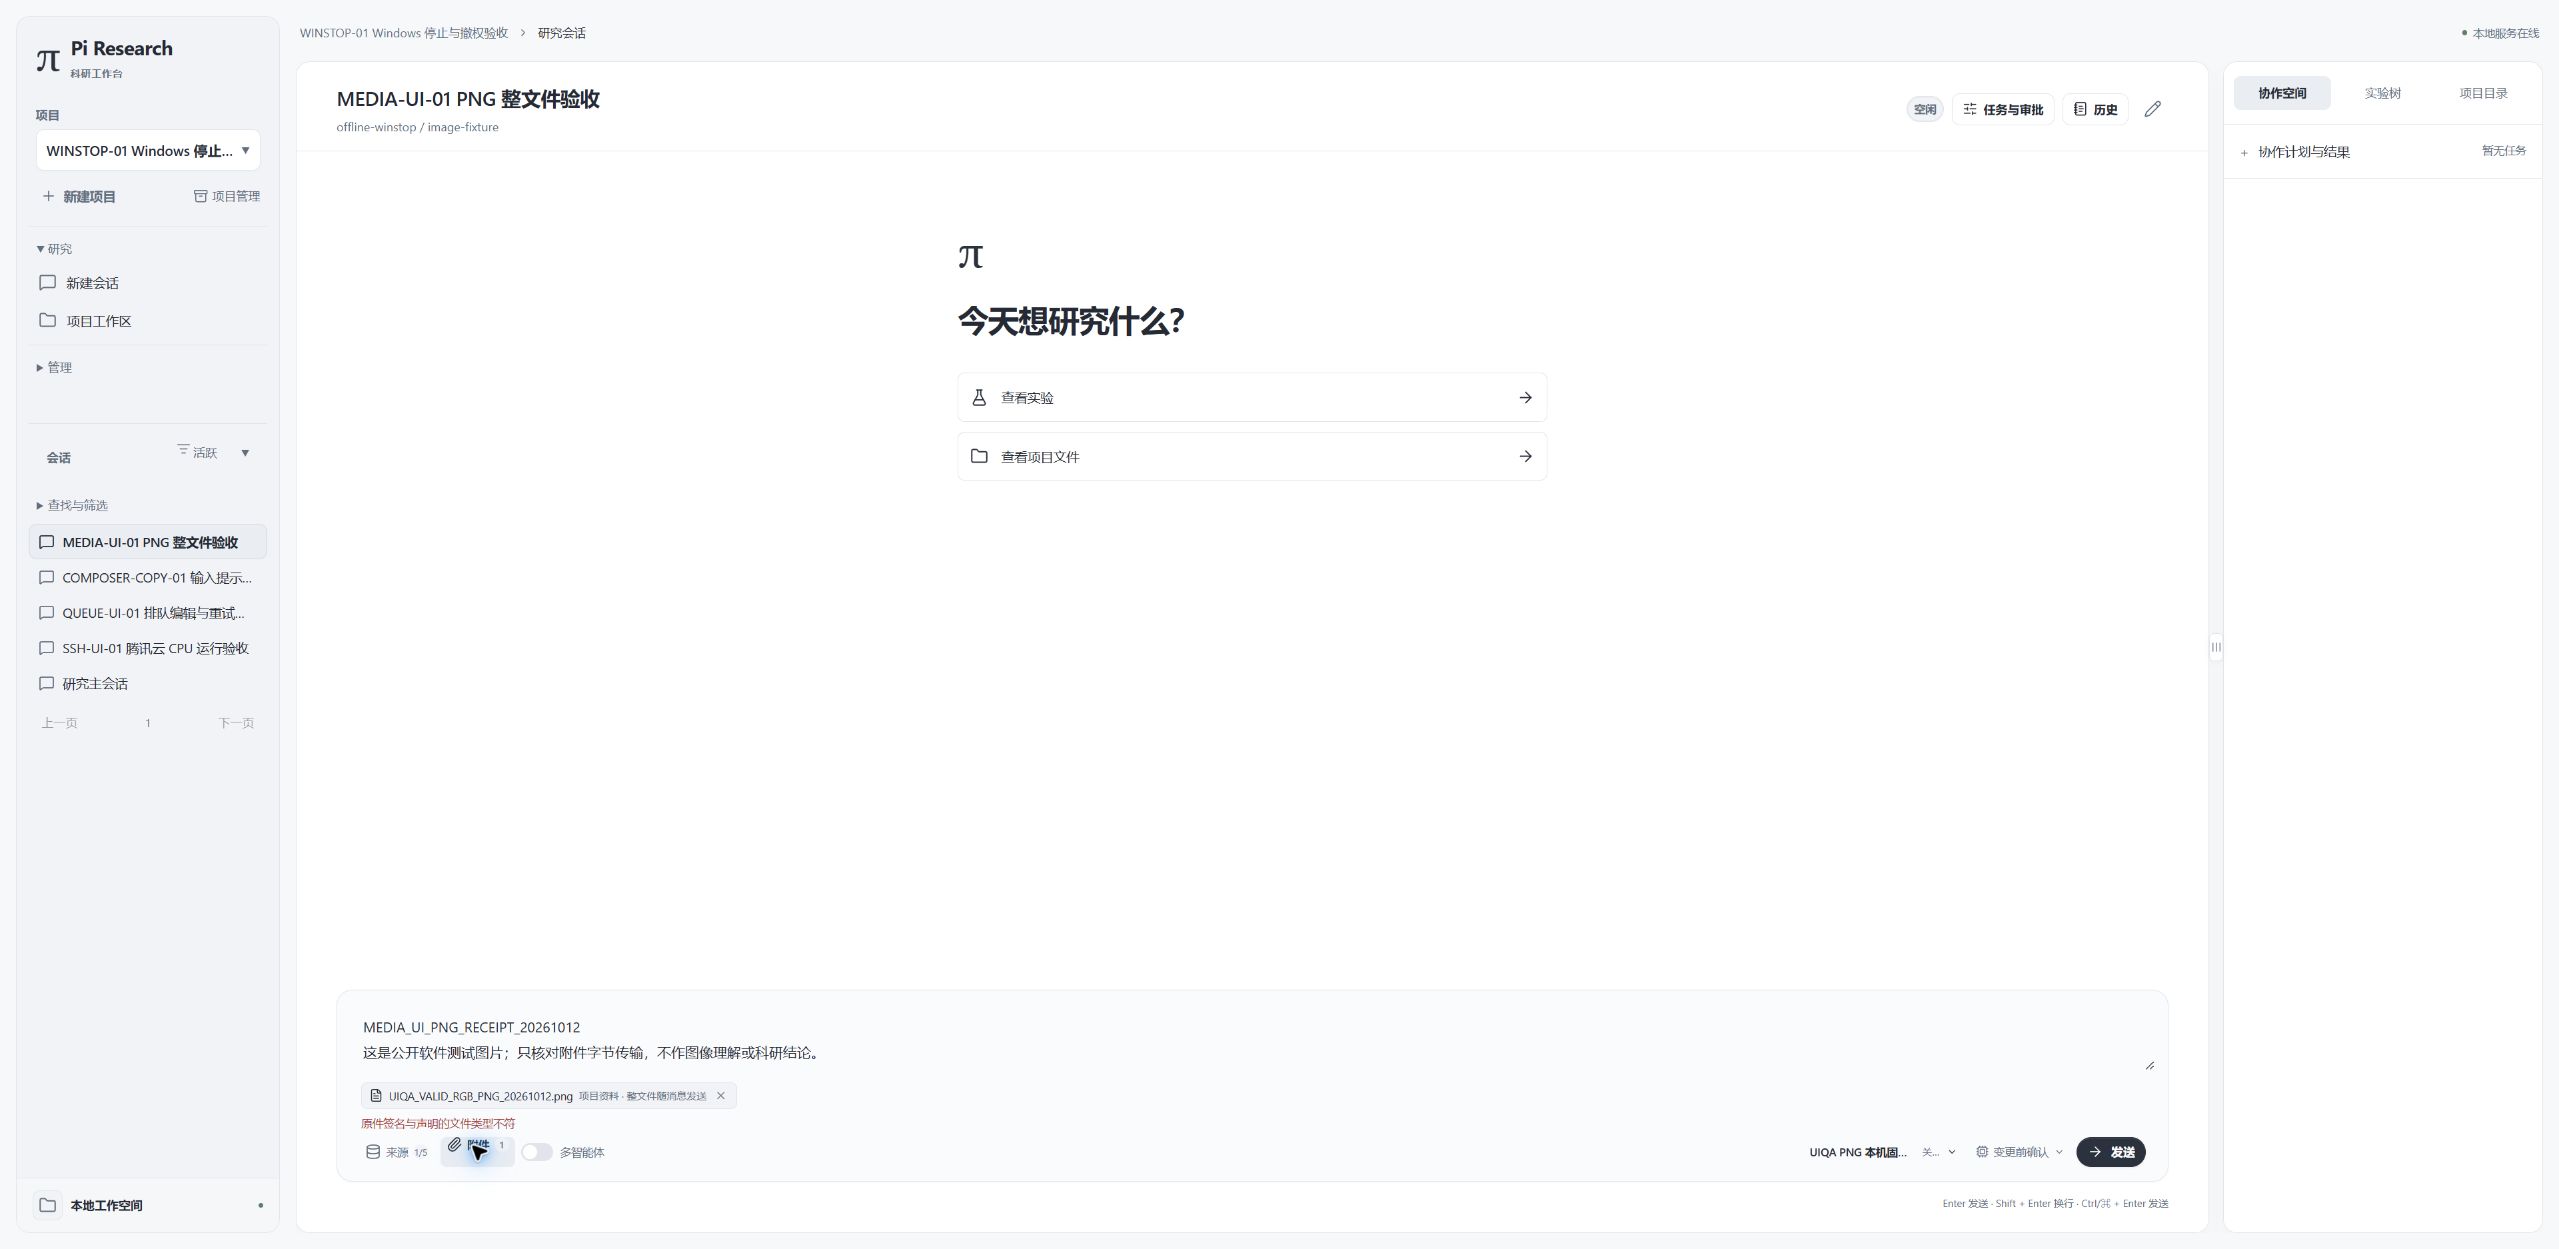 Pi Research
科研工作台
项目
WINSTOP-01 Windows 停止...
新建项目
项目管理
研究
新建会话
项目工作区
管理
会话
活跃
查找与筛选
MEDIA-UI-01 PNG 整文件验收
COMPOSER-COPY-01 输入提示...
QUEUE-UI-01 排队编辑与重试...
SSH-UI-01 腾讯云 CPU 运行验收
研究主会话
上一页 1 下一页
本地工作空间
WINSTOP-01 Windows 停止与撤权验收 › 研究会话
本地服务在线
MEDIA-UI-01 PNG 整文件验收
offline-winstop / image-fixture
空闲
任务与审批
历史
π
今天想研究什么?
查看实验
查看项目文件
MEDIA_UI_PNG_RECEIPT_20261012
这是公开软件测试图片；只核对附件字节传输，不作图像理解或科研结论。
UIQA_VALID_RGB_PNG_20261012.png 项目资料 · 整文件随消息发送
原件签名与声明的文件类型不符
来源 1/5
附件 1
多智能体
UIQA PNG 本机固...
关...
变更前确认
发送
Enter 发送 · Shift + Enter 换行 · Ctrl/⌘ + Enter 发送
协作空间
实验树
项目目录
+ 协作计划与结果
暂无任务